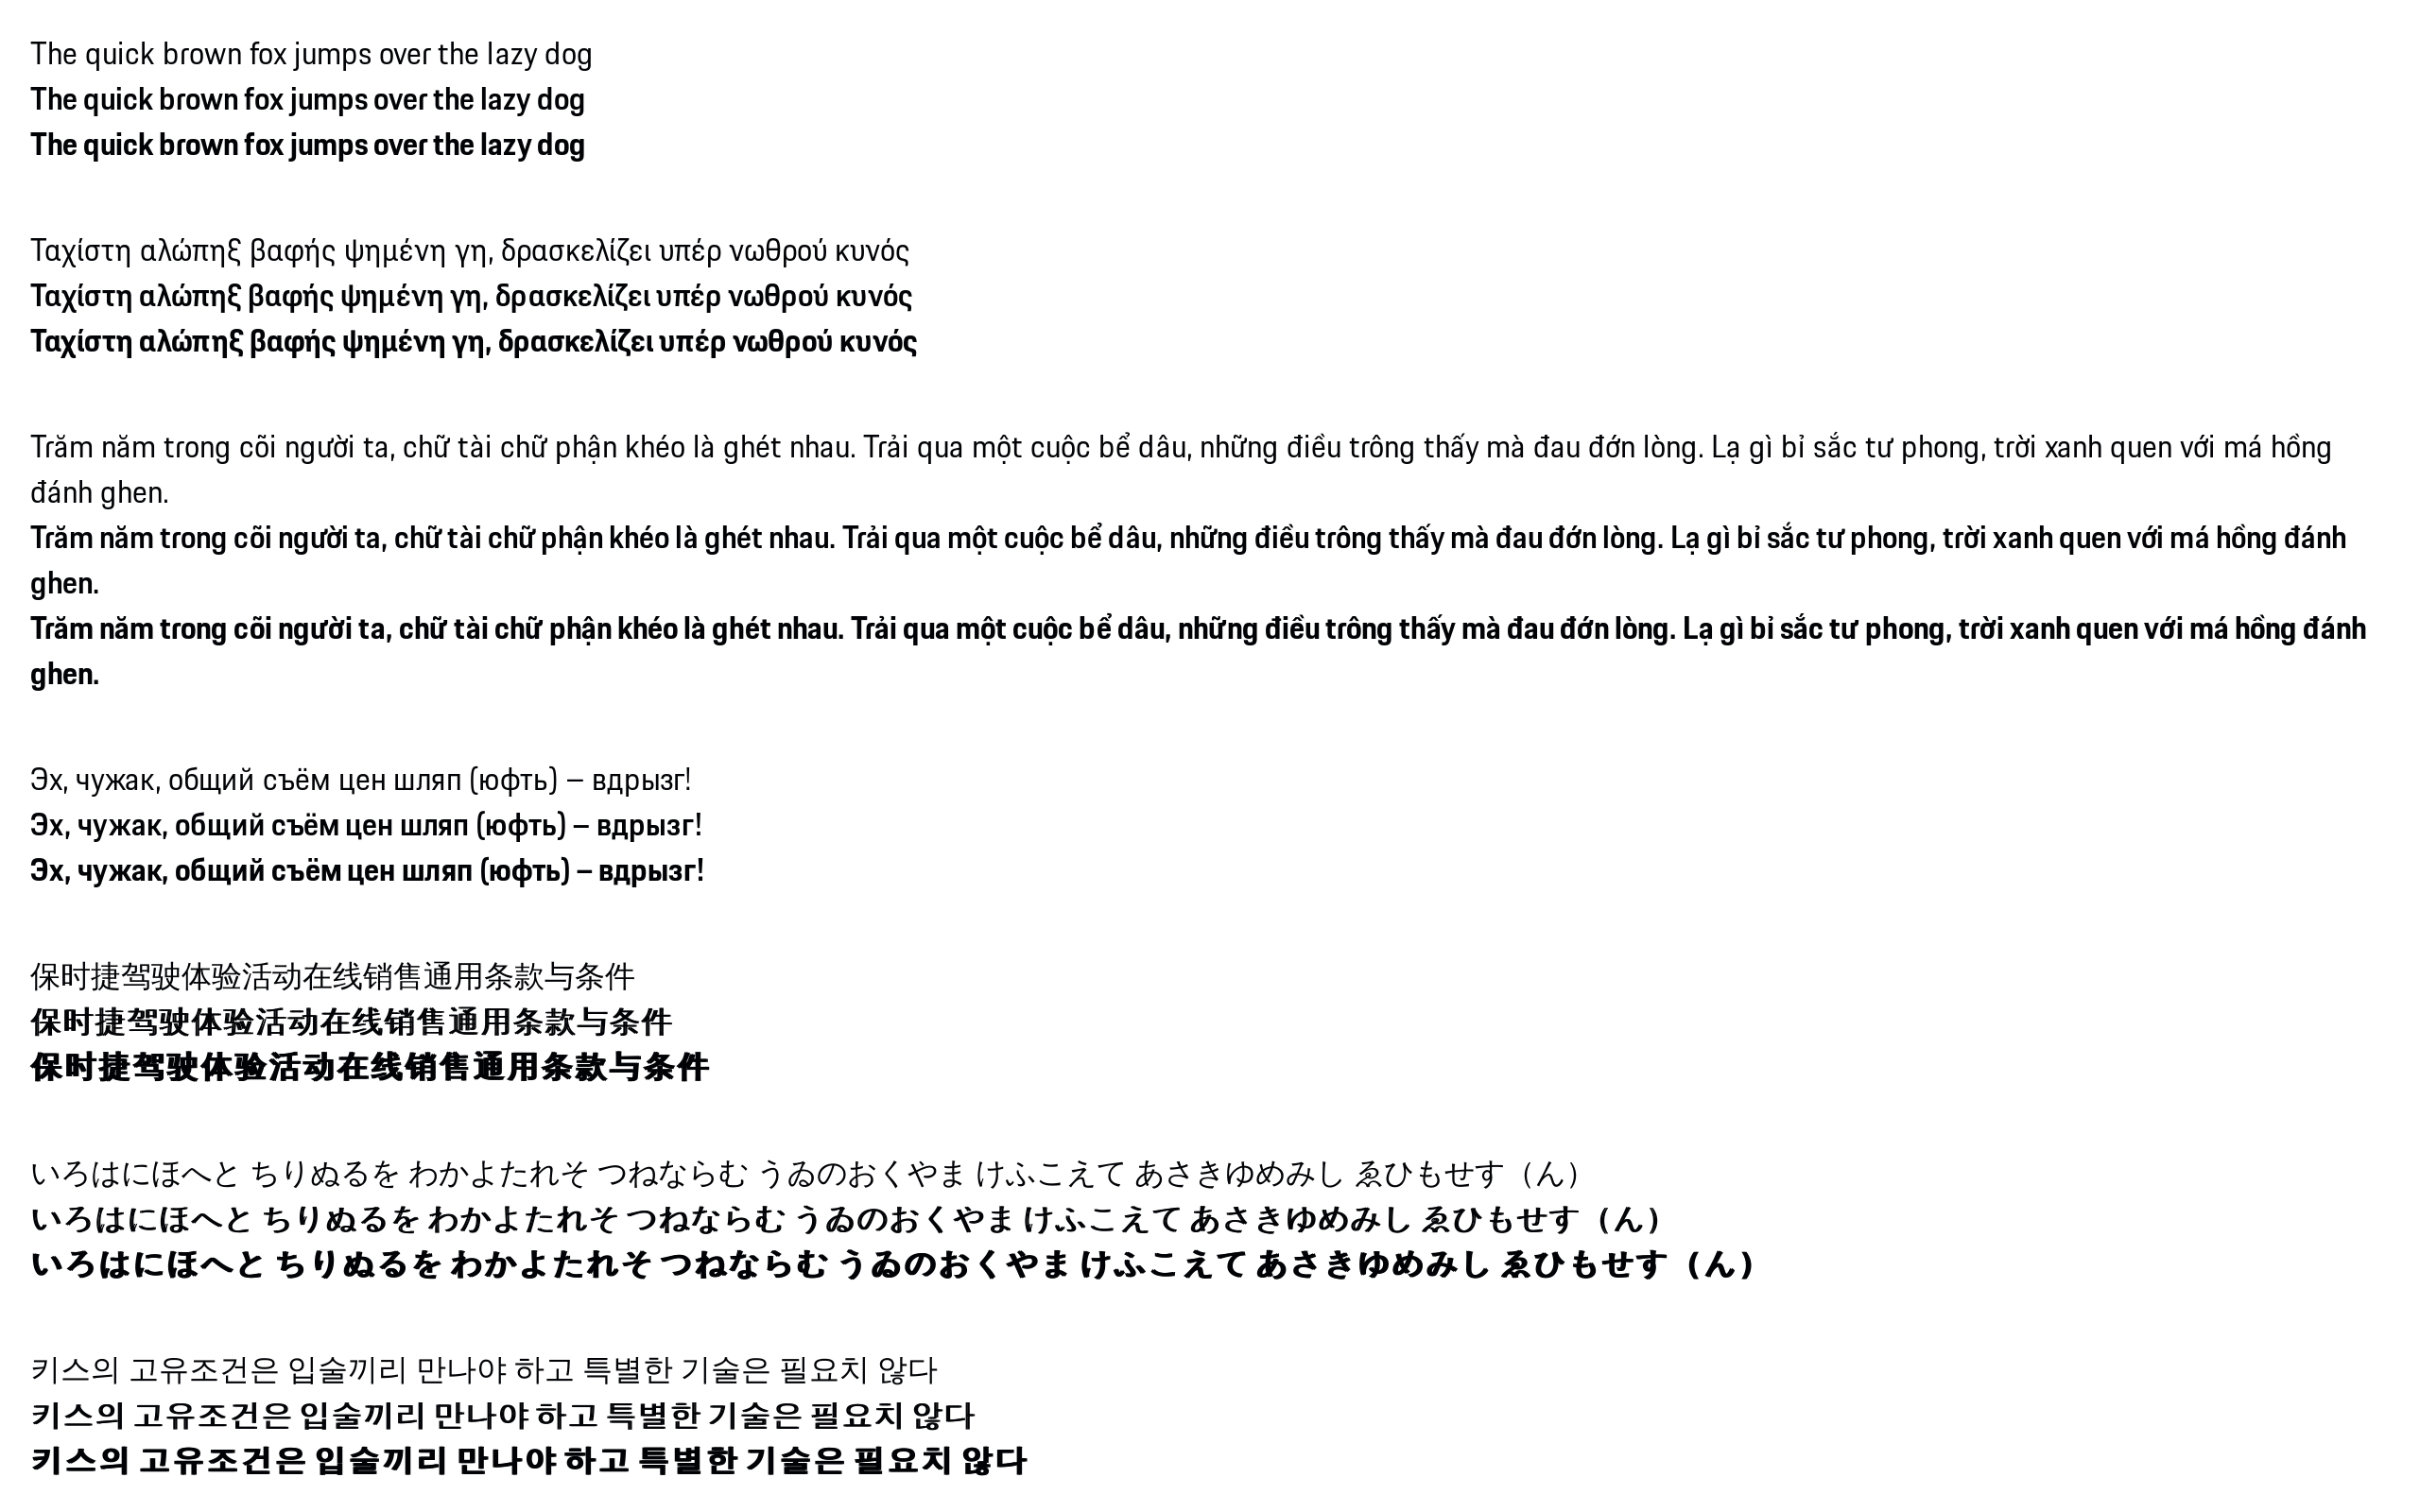 The quick brown fox jumps over the lazy dog
The quick brown fox jumps over the lazy dog
The quick brown fox jumps over the lazy dog
Ταχίστη αλώπηξ βαφής ψημένη γη, δρασκελίζει υπέρ νωθρού κυνός
Ταχίστη αλώπηξ βαφής ψημένη γη, δρασκελίζει υπέρ νωθρού κυνός
Ταχίστη αλώπηξ βαφής ψημένη γη, δρασκελίζει υπέρ νωθρού κυνός
Trăm năm trong cõi người ta, chữ tài chữ phận khéo là ghét nhau. Trải qua một cuộc bể dâu, những điều trông thấy mà đau đớn lòng. Lạ gì bỉ sắc tư phong, trời xanh quen với má hồng
đánh ghen.
Trăm năm trong cõi người ta, chữ tài chữ phận khéo là ghét nhau. Trải qua một cuộc bể dâu, những điều trông thấy mà đau đớn lòng. Lạ gì bỉ sắc tư phong, trời xanh quen với má hồng đánh
ghen.
Trăm năm trong cõi người ta, chữ tài chữ phận khéo là ghét nhau. Trải qua một cuộc bể dâu, những điều trông thấy mà đau đớn lòng. Lạ gì bỉ sắc tư phong, trời xanh quen với má hồng đánh
ghen.
Эх, чужак, общий съём цен шляп (юфть) – вдрызг!
Эх, чужак, общий съём цен шляп (юфть) – вдрызг!
Эх, чужак, общий съём цен шляп (юфть) – вдрызг!
保时捷驾驶体验活动在线销售通用条款与条件
保时捷驾驶体验活动在线销售通用条款与条件
保时捷驾驶体验活动在线销售通用条款与条件
いろはにほへと ちりぬるを わかよたれそ つねならむ うゐのおくやま けふこえて あさきゆめみし ゑひもせす（ん）
いろはにほへと ちりぬるを わかよたれそ つねならむ うゐのおくやま けふこえて あさきゆめみし ゑひもせす（ん）
いろはにほへと ちりぬるを わかよたれそ つねならむ うゐのおくやま けふこえて あさきゆめみし ゑひもせす（ん）
키스의 고유조건은 입술끼리 만나야 하고 특별한 기술은 필요치 않다
키스의 고유조건은 입술끼리 만나야 하고 특별한 기술은 필요치 않다
키스의 고유조건은 입술끼리 만나야 하고 특별한 기술은 필요치 않다